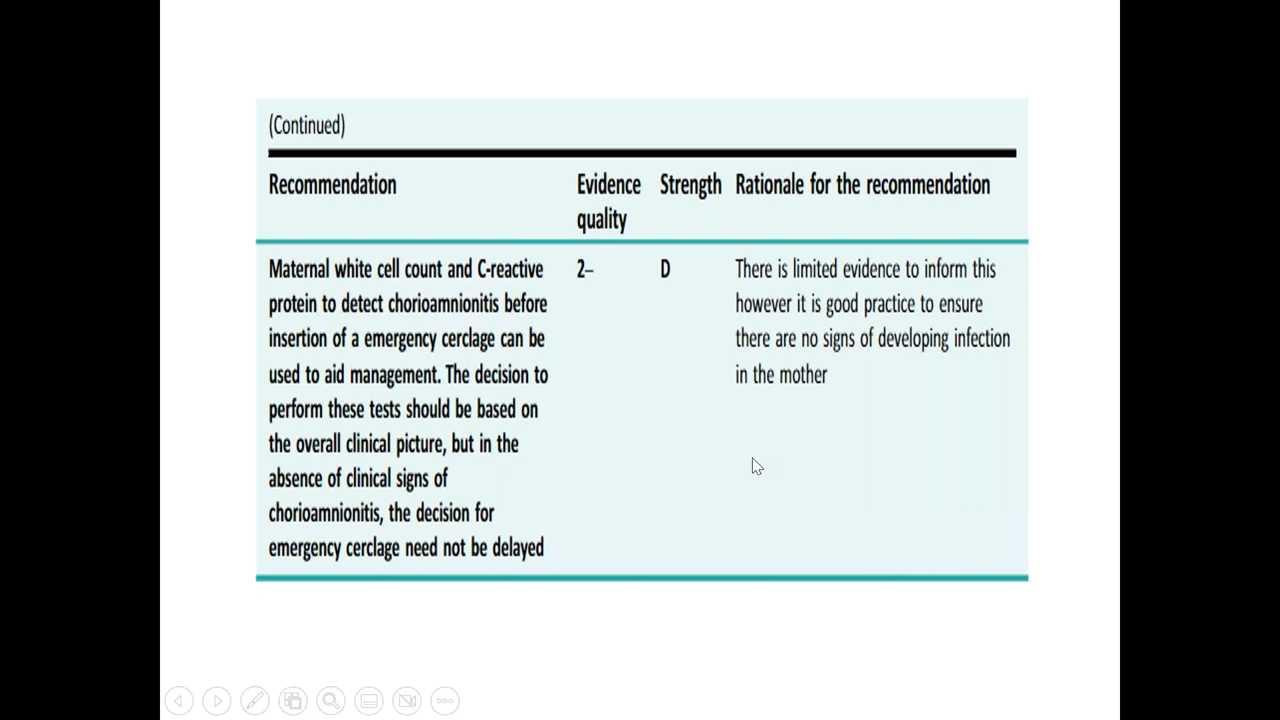 (Continued)
Recommendation Evidence quality Strength Rationale for the recommendation
Maternal white cell count and C-reactive 2– D There is limited evidence to inform this
protein to detect chorioamnionitis before however it is good practice to ensure
insertion of a emergency cerclage can be there are no signs of developing infection
used to aid management. The decision to in the mother
perform these tests should be based on
the overall clinical picture, but in the
absence of clinical signs of
chorioamnionitis, the decision for
emergency cerclage need not be delayed